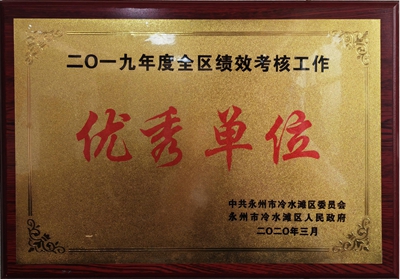 二〇一九年度全区绩效考核工作
优秀单位
中共永州市冷水滩区委员会
永州市冷水滩区人民政府
二〇二〇年三月